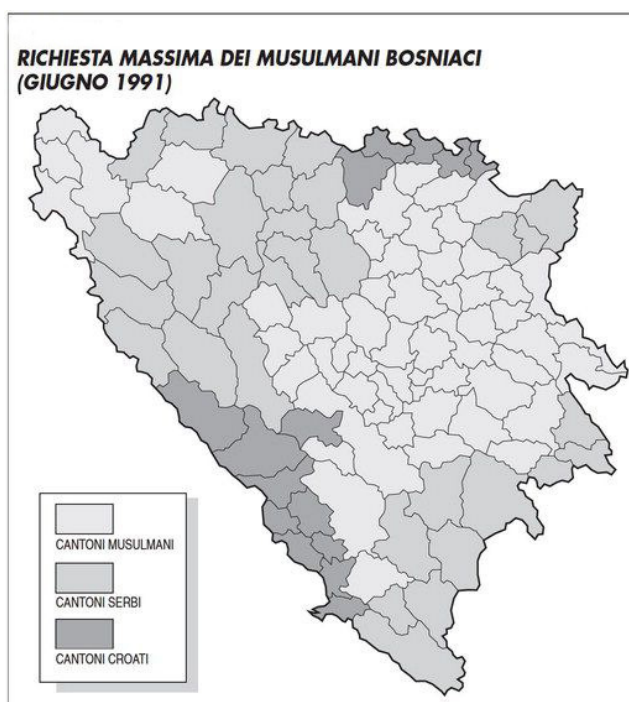 RICHIESTA MASSIMA DEI MUSULMANI BOSNIACI
(GIUGNO 1991)
CANTONI MUSULMANI
CANTONI SERBI
CANTONI CROATI